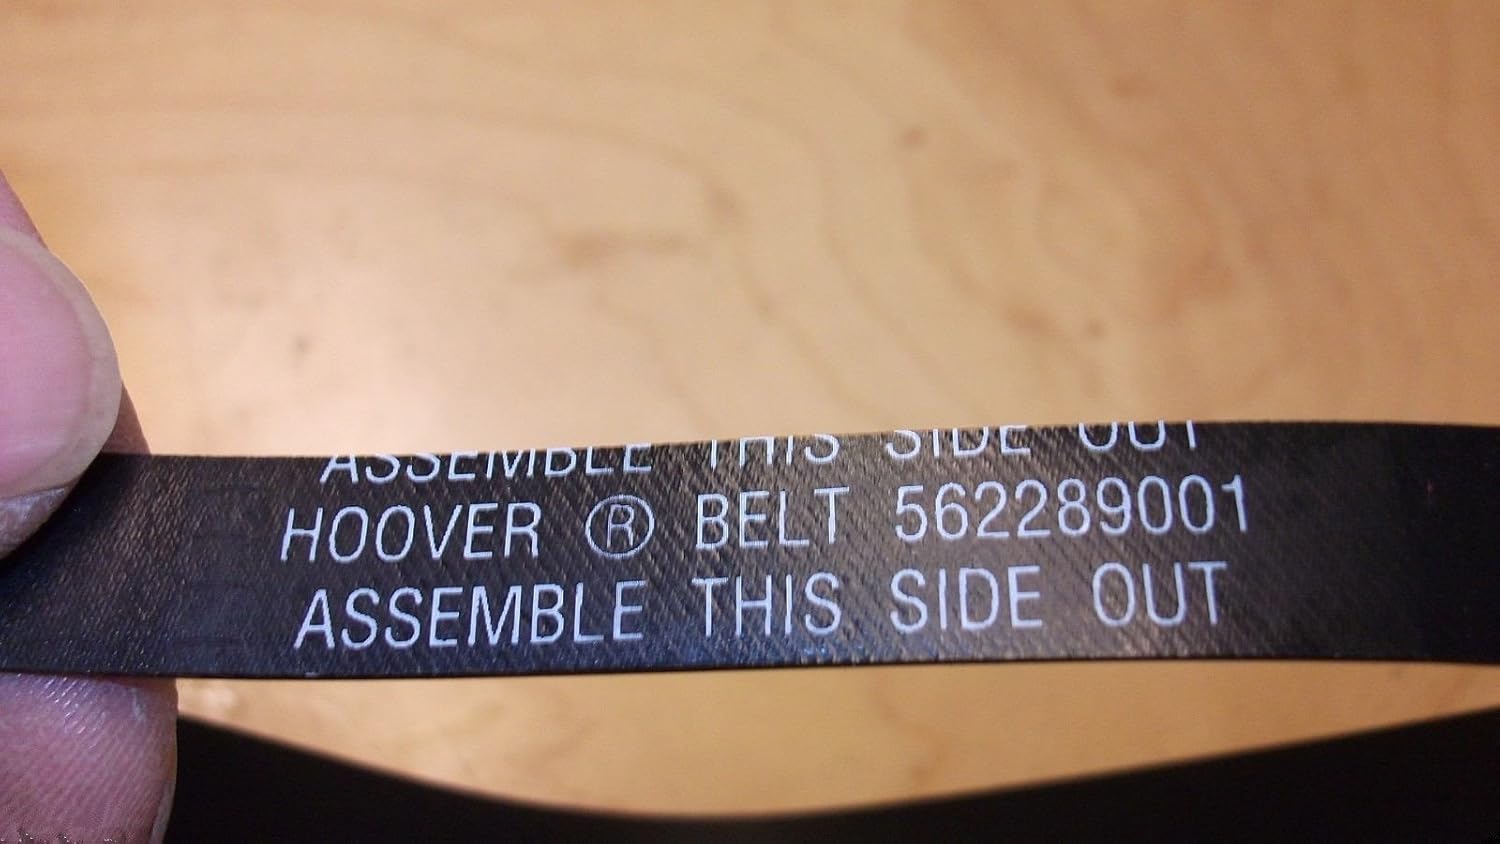 ASSEMBLE THIS SIDE OUT
HOOVER ® BELT 562289001
ASSEMBLE THIS SIDE OUT